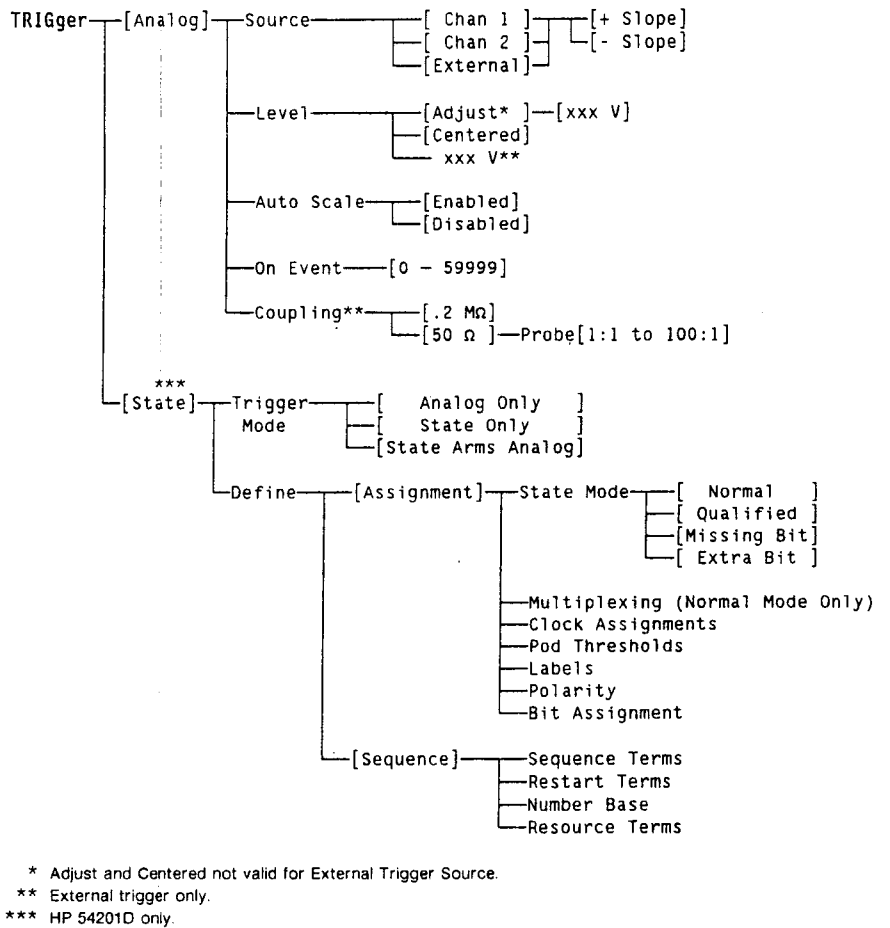 TRIGger [Analog] Source [ Chan 1 ] [+ Slope]
[ Chan 2 ] [- Slope]
[External]
Level [Adjust* ] [xxx V]
[Centered]
xxx V**
Auto Scale [Enabled]
[Disabled]
On Event [0 - 59999]
Coupling** [.2 MΩ]
[50 Ω ] Probe[1:1 to 100:1]
***
[State] Trigger [ Analog Only ]
Mode [ State Only ]
[State Arms Analog]
Define [Assignment] State Mode [ Normal ]
[ Qualified ]
[Missing Bit]
[ Extra Bit ]
Multiplexing (Normal Mode Only)
Clock Assignments
Pod Thresholds
Labels
Polarity
Bit Assignment
[Sequence] Sequence Terms
Restart Terms
Number Base
Resource Terms
* Adjust and Centered not valid for External Trigger Source.
** External trigger only.
*** HP 54201D only.